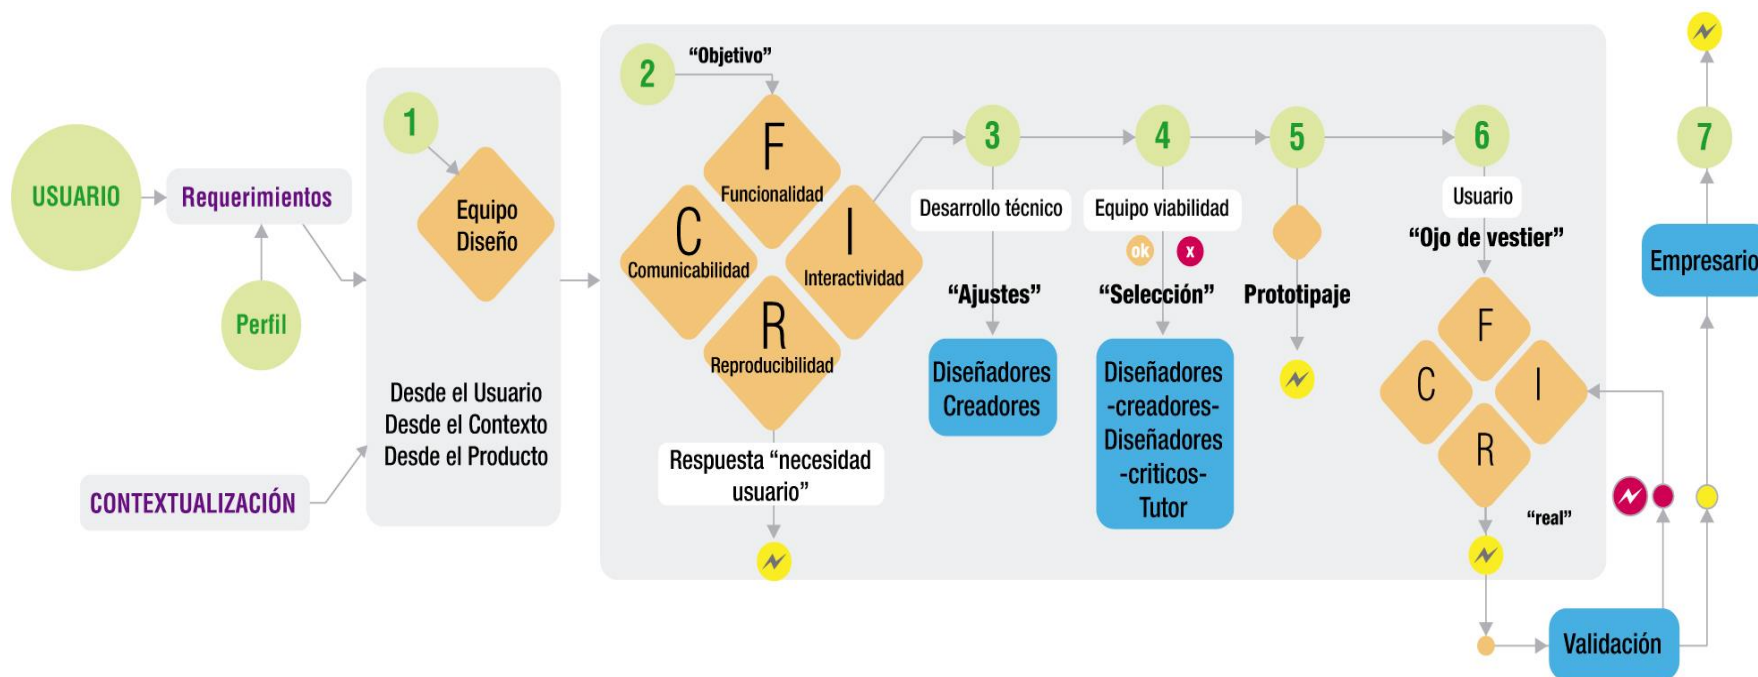 USUARIO
Requerimientos
Perfil
CONTEXTUALIZACIÓN
1
Equipo
Diseño
Desde el Usuario
Desde el Contexto
Desde el Producto
2
“Objetivo”
F
Funcionalidad
C
Comunicabilidad
I
Interactividad
R
Reproducibilidad
Respuesta “necesidad
usuario”
3
Desarrollo técnico
“Ajustes”
Diseñadores
Creadores
4
Equipo viabilidad
ok
x
“Selección”
Diseñadores
-creadores-
Diseñadores
-criticos-
Tutor
5
Prototipaje
6
Usuario
“Ojo de vestier”
F
C
I
R
“real”
Validación
7
Empresario